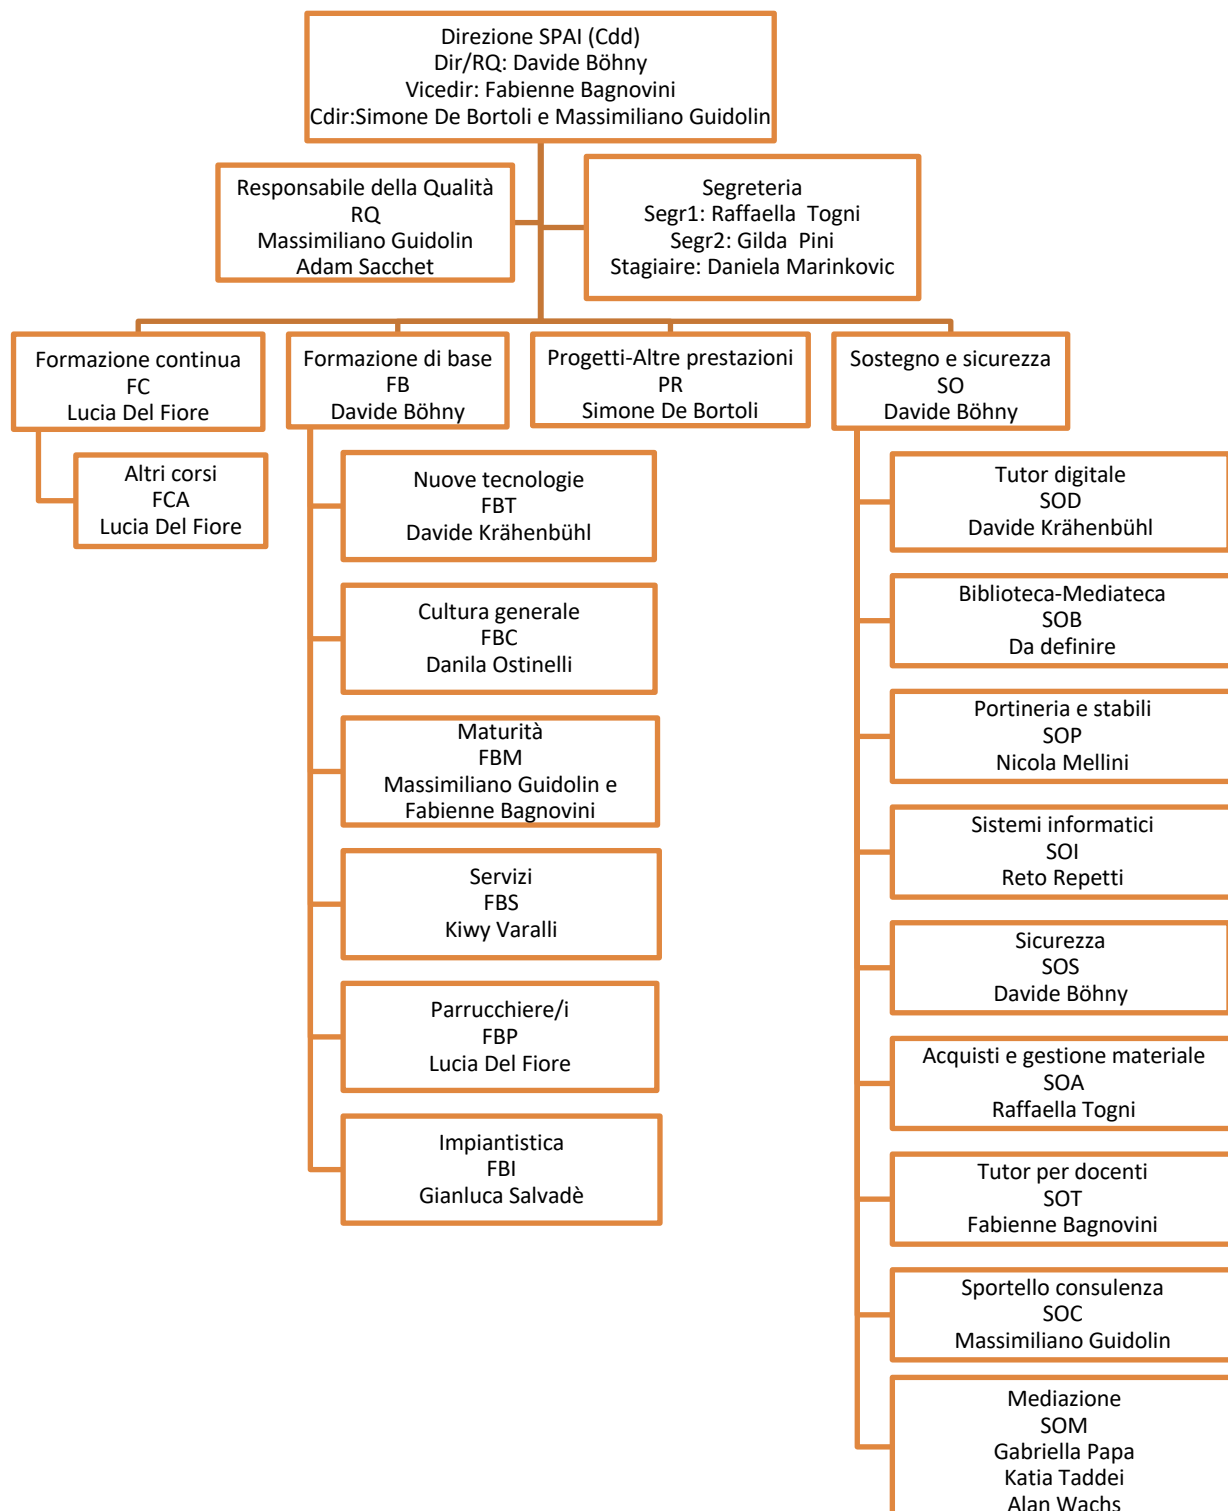 Direzione SPAI (Cdd)
Dir/RQ: Davide Böhny
Vicedir: Fabienne Bagnovini
Cdir:Simone De Bortoli e Massimiliano Guidolin
Responsabile della Qualità
RQ
Massimiliano Guidolin
Adam Sacchet
Segreteria
Segr1: Raffaella Togni
Segr2: Gilda Pini
Stagiaire: Daniela Marinkovic
Formazione continua
FC
Lucia Del Fiore
Altri corsi
FCA
Lucia Del Fiore
Formazione di base
FB
Davide Böhny
Nuove tecnologie
FBT
Davide Krähenbühl
Cultura generale
FBC
Danila Ostinelli
Maturità
FBM
Massimiliano Guidolin e
Fabienne Bagnovini
Servizi
FBS
Kiwy Varalli
Parrucchiere/i
FBP
Lucia Del Fiore
Impiantistica
FBI
Gianluca Salvadè
Progetti-Altre prestazioni
PR
Simone De Bortoli
Sostegno e sicurezza
SO
Davide Böhny
Tutor digitale
SOD
Davide Krähenbühl
Biblioteca-Mediateca
SOB
Da definire
Portineria e stabili
SOP
Nicola Mellini
Sistemi informatici
SOI
Reto Repetti
Sicurezza
SOS
Davide Böhny
Acquisti e gestione materiale
SOA
Raffaella Togni
Tutor per docenti
SOT
Fabienne Bagnovini
Sportello consulenza
SOC
Massimiliano Guidolin
Mediazione
SOM
Gabriella Papa
Katia Taddei
Alan Wachs